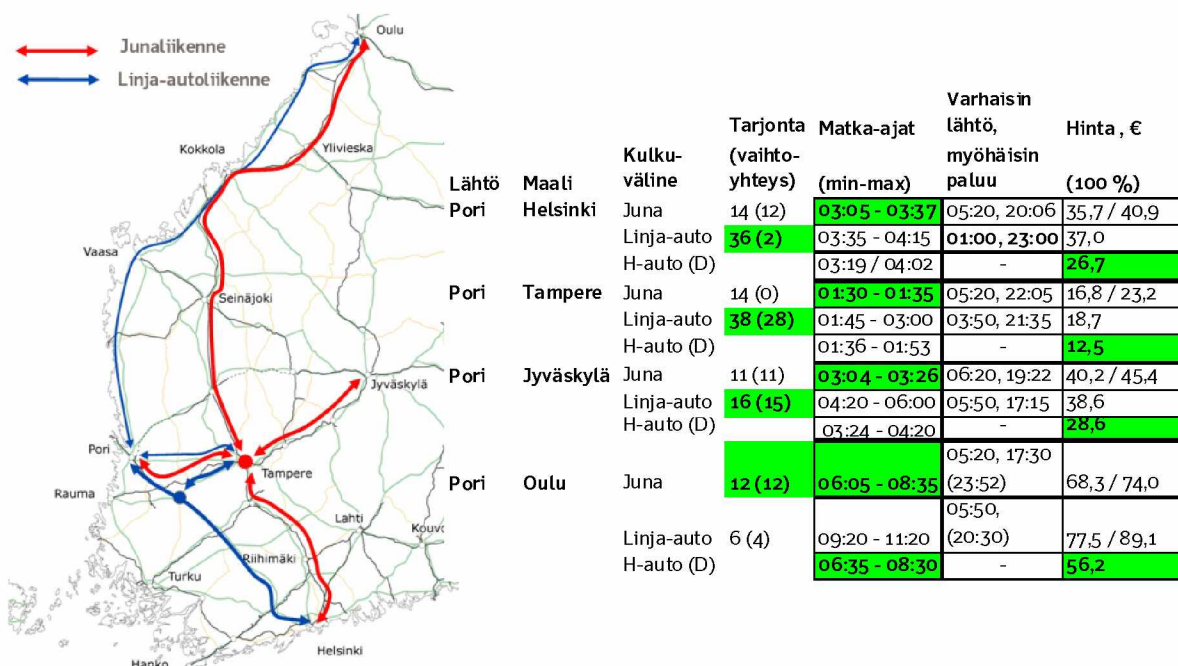 Junaliikenne
Linja-autoliikenne
Oulu
Kokkola
Ylivieska
Vaasa
Seinäjoki
Jyväskylä
Pori
Tampere
Rauma
Lahti
Kouvo
Riihimäki
Turku
Helsinki
Hanko
Lähtö Maali Kulku-väline Tarjonta (vaihto-yhteys) Matka-ajat (min-max) Varhaisin lähtö, myöhäisin paluu Hinta , € (100 %)
Pori Helsinki Juna 14 (12) 03:05 - 03:37 05:20, 20:06 35,7 / 40,9
Linja-auto 36 (2) 03:35 - 04:15 01:00, 23:00 37,0
H-auto (D) 03:19 / 04:02 - 26,7
Pori Tampere Juna 14 (0) 01:30 - 01:35 05:20, 22:05 16,8 / 23,2
Linja-auto 38 (28) 01:45 - 03:00 03:50, 21:35 18,7
H-auto (D) 01:36 - 01:53 - 12,5
Pori Jyväskylä Juna 11 (11) 03:04 - 03:26 06:20, 19:22 40,2 / 45,4
Linja-auto 16 (15) 04:20 - 06:00 05:50, 17:15 38,6
H-auto (D) 03:24 - 04:20 - 28,6
Pori Oulu Juna 12 (12) 06:05 - 08:35 05:20, 17:30 (23:52) 68,3 / 74,0
Linja-auto 6 (4) 09:20 - 11:20 05:50, (20:30) 77,5 / 89,1
H-auto (D) 06:35 - 08:30 - 56,2